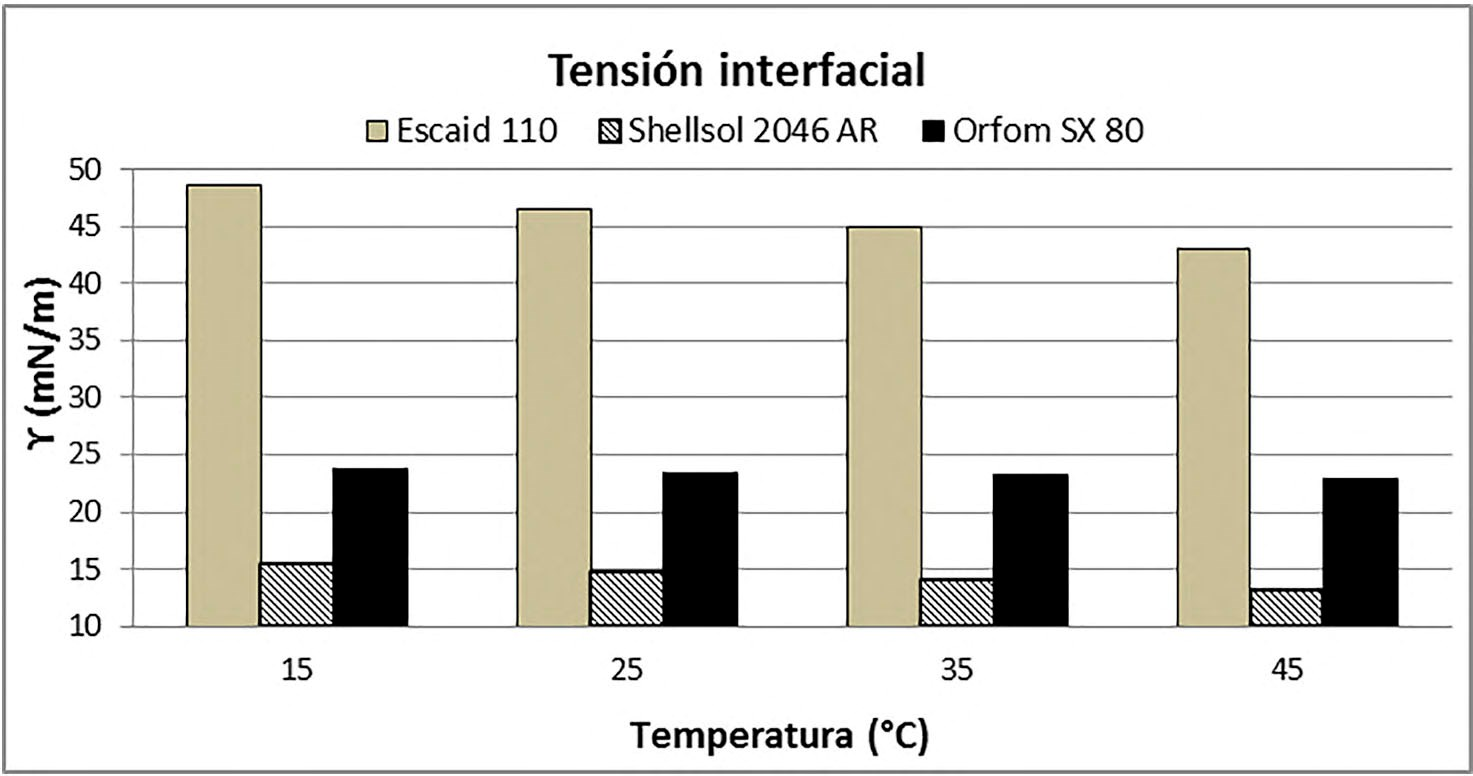 Tensión interfacial
Escaid 110 Shellsol 2046 AR Orfom SX 80
50
45
40
35
30
25
20
15
10
ϒ (mN/m)
15 25 35 45
Temperatura (°C)